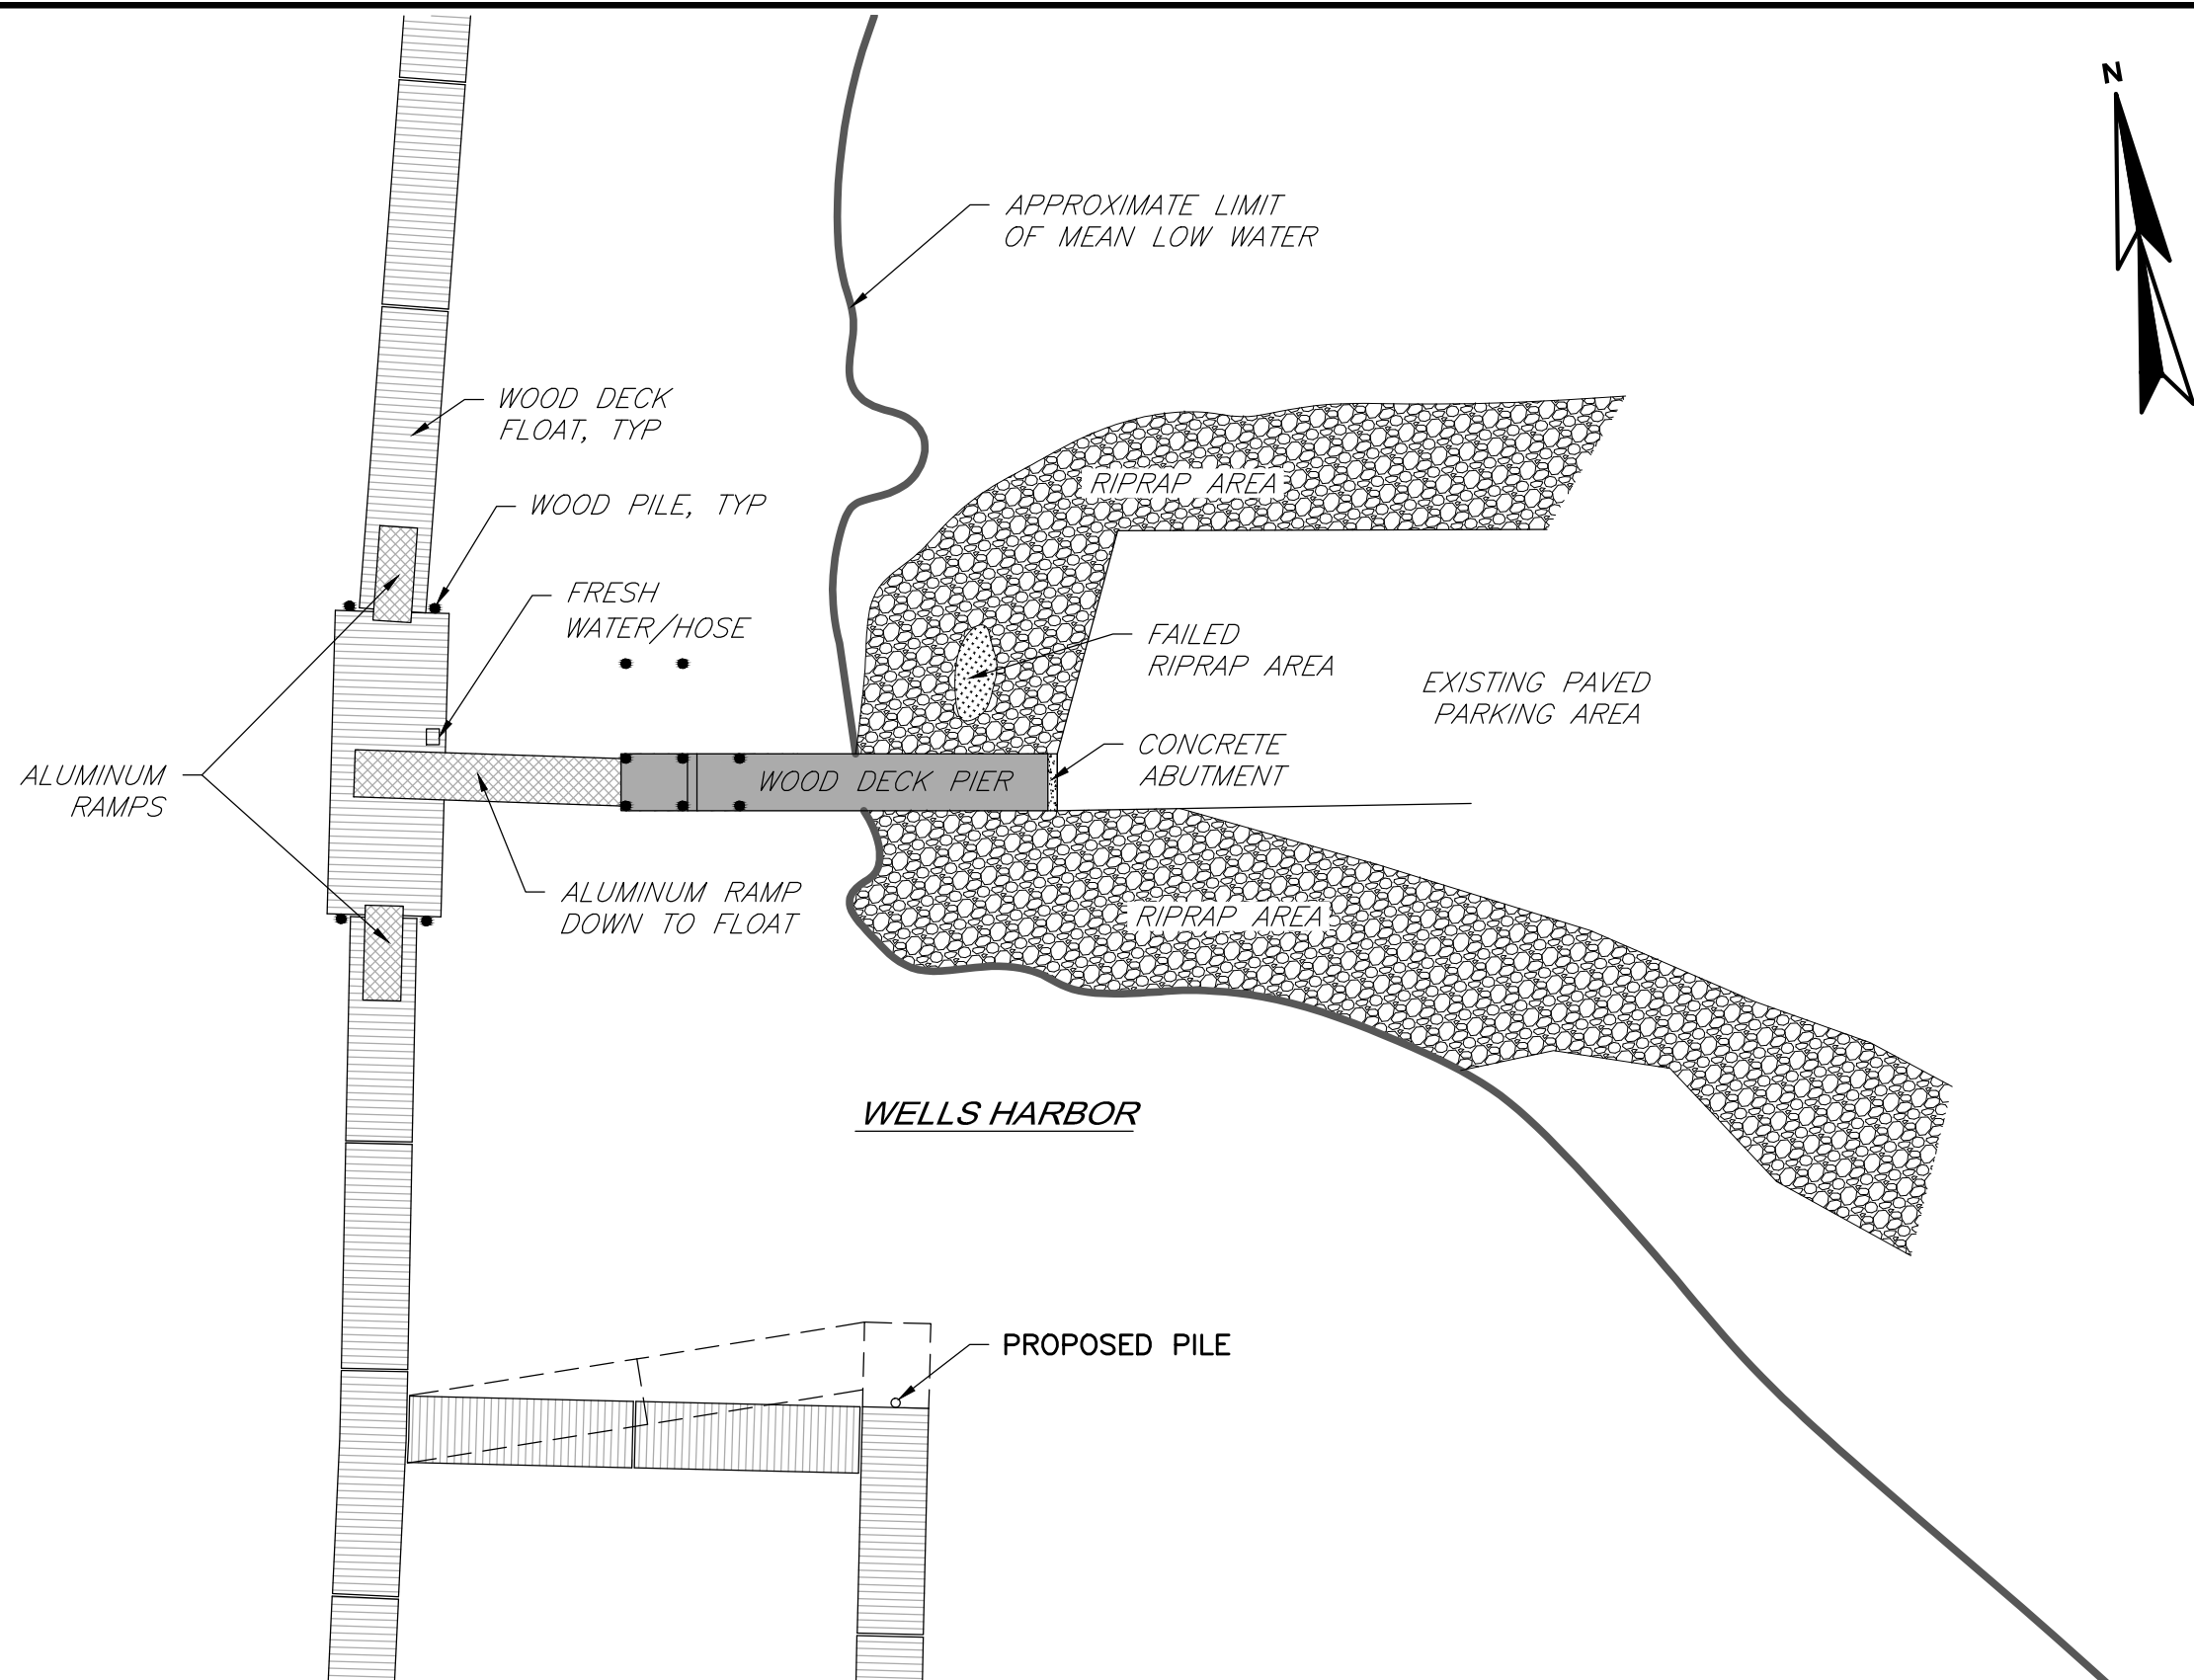 N
APPROXIMATE LIMIT
OF MEAN LOW WATER
WOOD DECK
FLOAT, TYP
RIPRAP AREA
WOOD PILE, TYP
FRESH
WATER/HOSE
FAILED
RIPRAP AREA
EXISTING PAVED
PARKING AREA
CONCRETE
ABUTMENT
ALUMINUM
RAMPS
WOOD DECK PIER
ALUMINUM RAMP
DOWN TO FLOAT
RIPRAP AREA
WELLS HARBOR
PROPOSED PILE